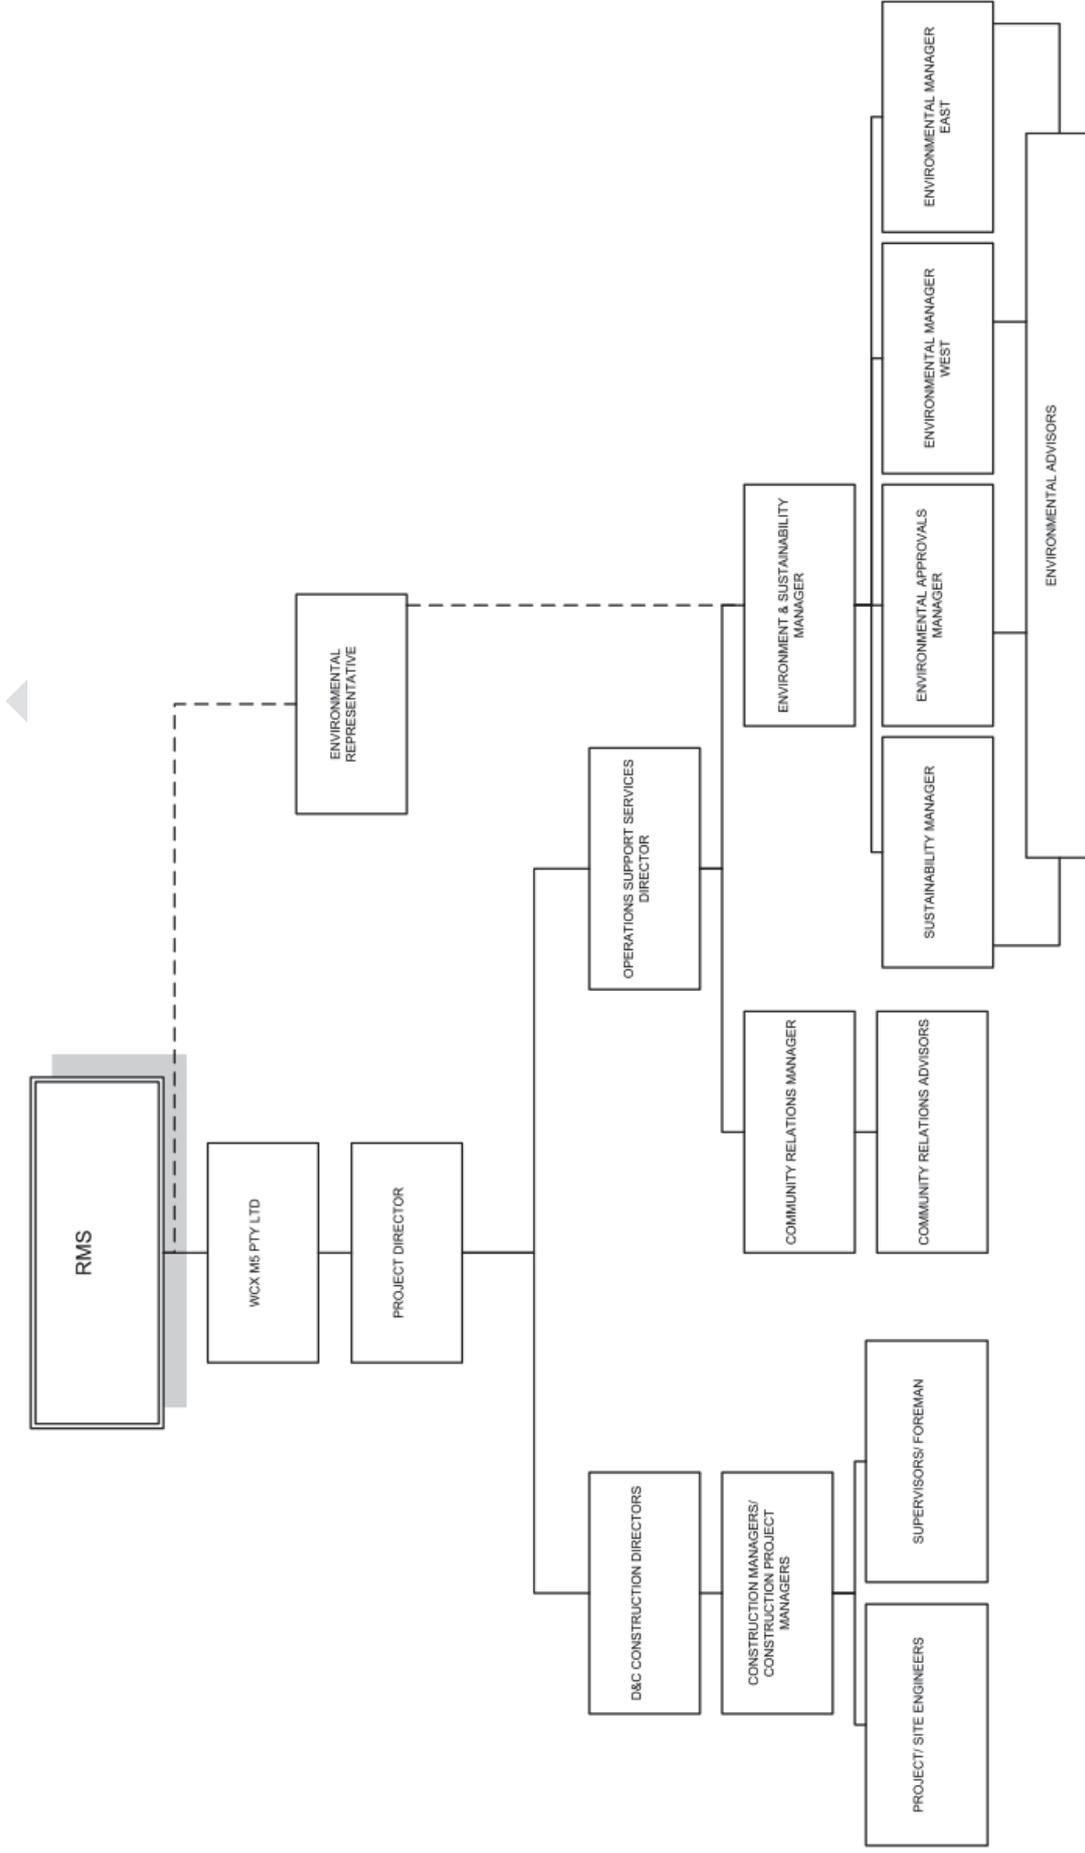 RMS
WCX M5 PTY LTD
PROJECT DIRECTOR
ENVIRONMENTAL
REPRESENTATIVE
D&C CONSTRUCTION DIRECTORS
OPERATIONS SUPPORT SERVICES
DIRECTOR
CONSTRUCTION MANAGERS/
CONSTRUCTION PROJECT
MANAGERS
COMMUNITY RELATIONS MANAGER
ENVIRONMENT & SUSTAINABILITY
MANAGER
PROJECT/ SITE ENGINEERS
SUPERVISORS/ FOREMAN
COMMUNITY RELATIONS ADVISORS
SUSTAINABILITY MANAGER
ENVIRONMENTAL APPROVALS
MANAGER
ENVIRONMENTAL MANAGER
WEST
ENVIRONMENTAL MANAGER
EAST
ENVIRONMENTAL ADVISORS